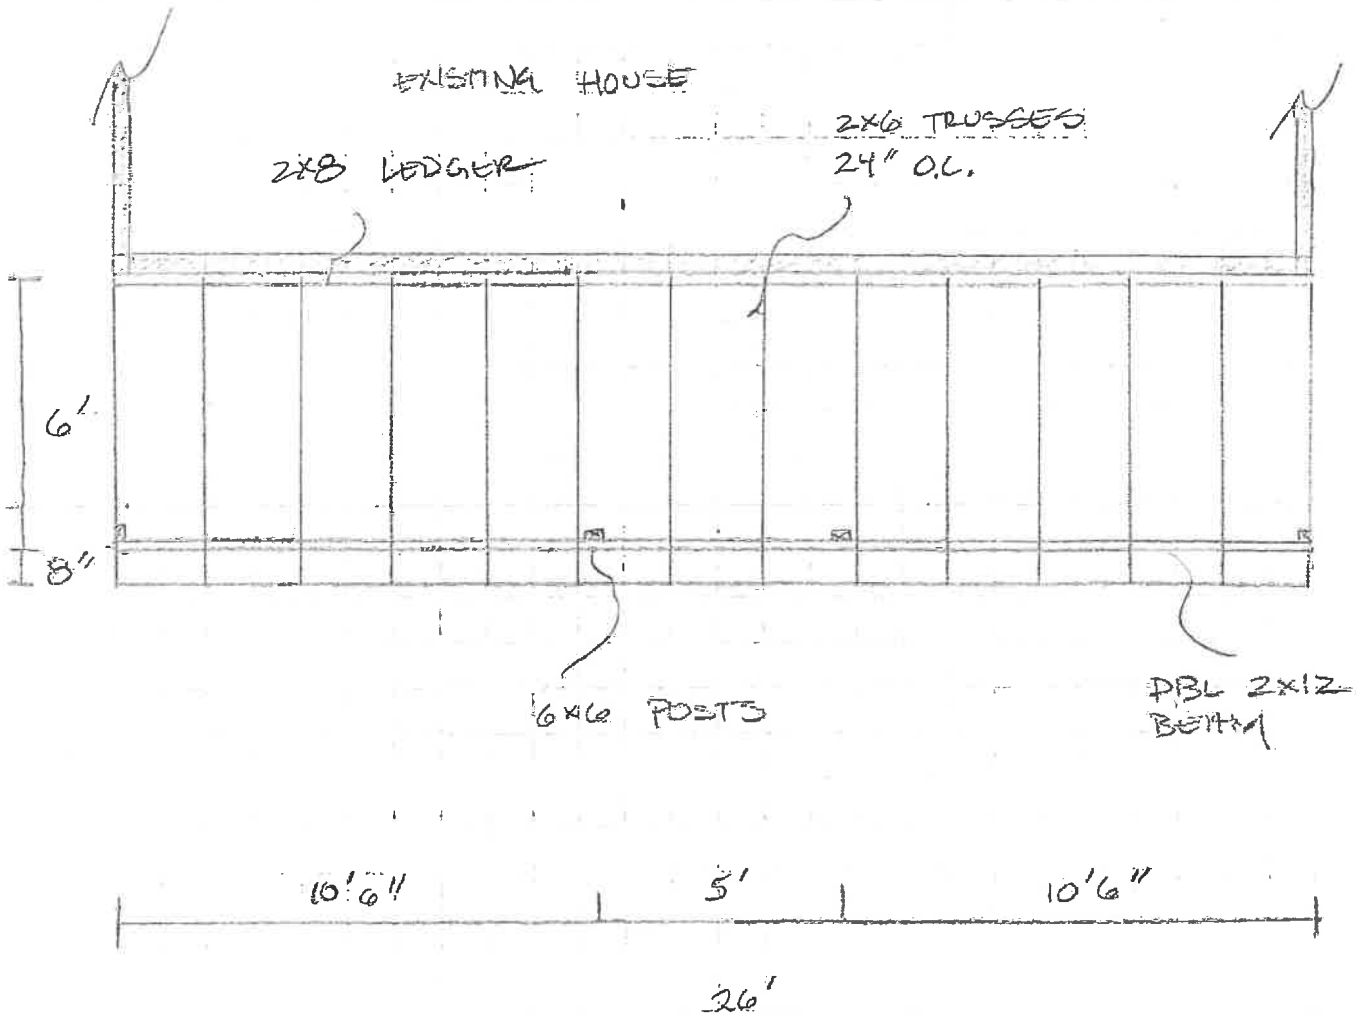 EXISTING HOUSE
2X6 TRUSSES
24" O.C.
2X8 LEDGER
6'
8"
6X6 POSTS
DBL 2X12
BEAM
10'6"
5'
10'6"
26'